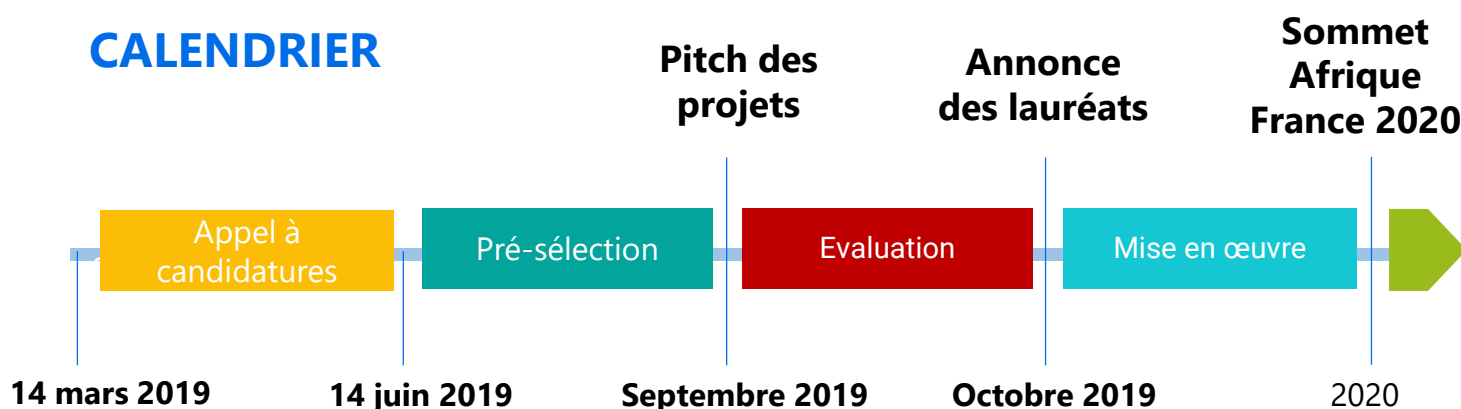 CALENDRIER
Pitch des
projets
Annonce
des lauréats
Sommet
Afrique
France 2020
Appel à
candidatures
Pré-sélection
Evaluation
Mise en œuvre
14 mars 2019
14 juin 2019
Septembre 2019
Octobre 2019
2020